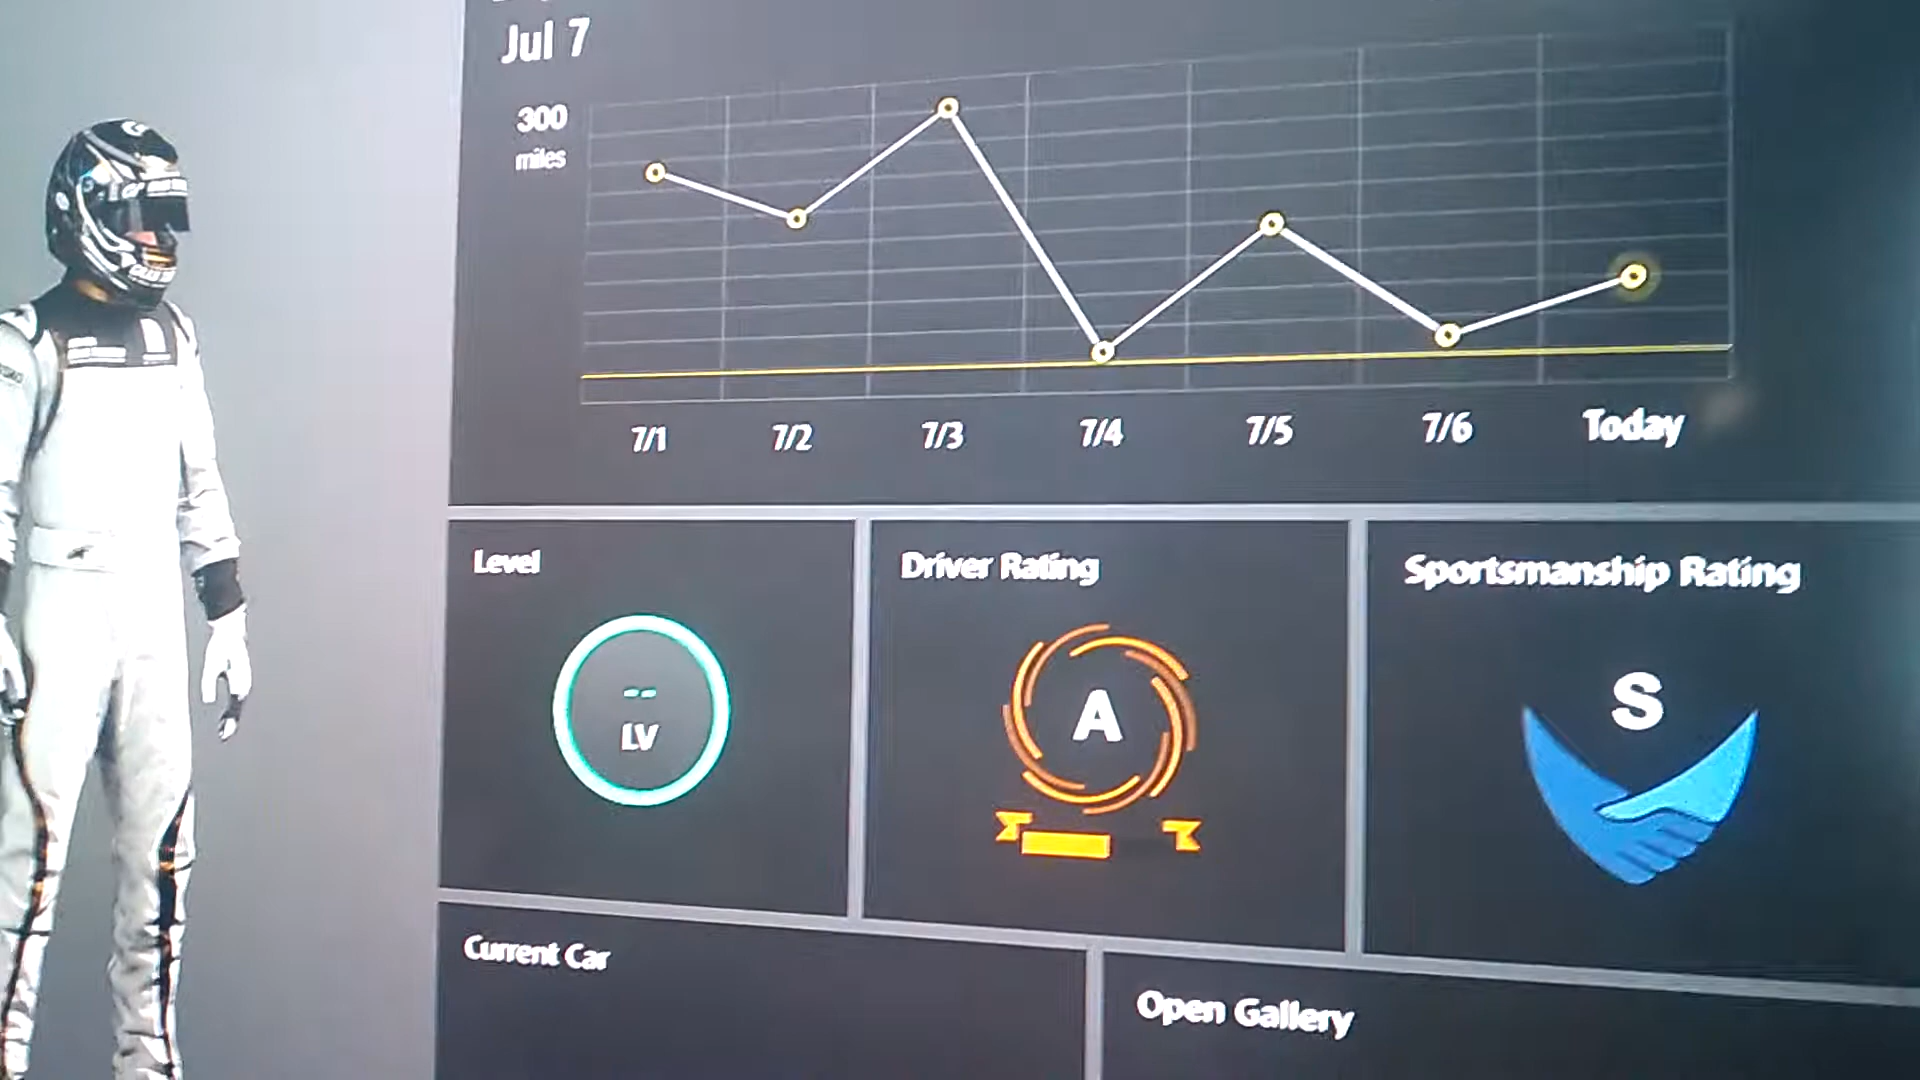 Jul 7
300
miles
7/1
7/2
7/3
7/4
7/5
7/6
Today
Level
Driver Rating
Sportsmanship Rating
--
LV
A
S
Current Car
Open Gallery